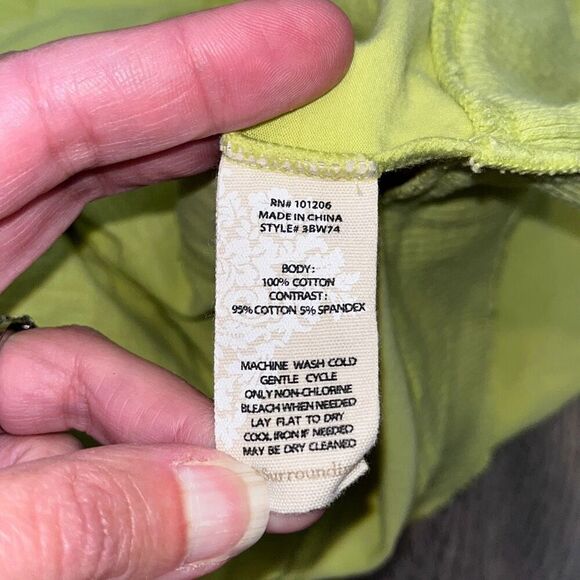 RN# 101206
MADE IN CHINA
STYLE# 3BW74
BODY:
100% COTTON
CONTRAST:
95% COTTON 5% SPANDEX
MACHINE WASH COLD
GENTLE CYCLE
ONLY NON-CHLORINE
BLEACH WHEN NEEDED
LAY FLAT TO DRY
COOL IRON IF NEEDED
MAY BE DRY CLEANED